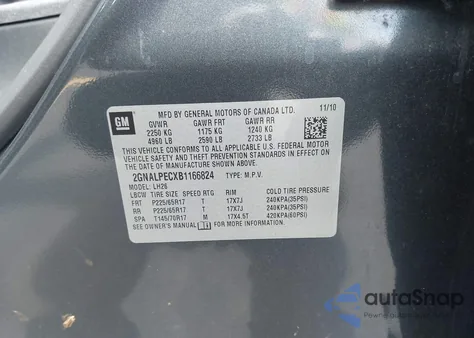 GM
MFD BY GENERAL MOTORS OF CANADA LTD. 11/10
GVWR GAWR FRT GAWR RR
2250 KG 1175 KG 1240 KG
4960 LB 2590 LB 2733 LB
THIS VEHICLE CONFORMS TO ALL APPLICABLE U.S. FEDERAL MOTOR
VEHICLE SAFETY, BUMPER, AND THEFT PREVENTION STANDARDS IN EFFECT ON
THE DATE OF MANUFACTURE SHOWN ABOVE.
2GNALPECXB1166824 TYPE: M.P.V.
MODEL: LH26
LBCW TIRE SIZE SPEED RTG RIM COLD TIRE PRESSURE
FRT P225/65R17 T 17X7J 240KPA(35PSI)
RR P225/65R17 T 17X7J 240KPA(35PSI)
SPA T145/70R17 M 17X4.5T 420KPA(60PSI)
SEE OWNER'S MANUAL FOR MORE INFORMATION.
autoSnap